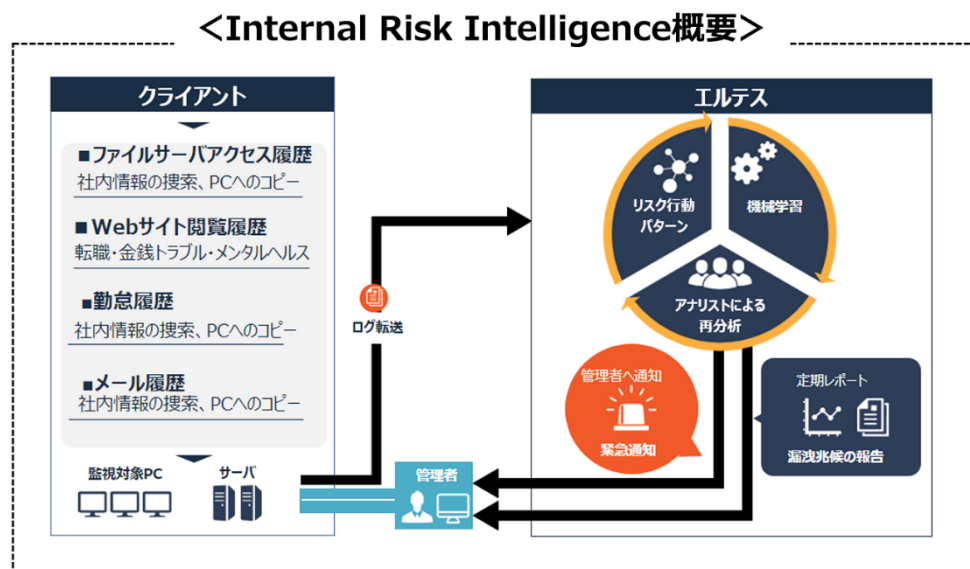 ＜Internal Risk Intelligence概要＞
クライアント
■ファイルサーバアクセス履歴
社内情報の捜索、PCへのコピー
■Webサイト閲覧履歴
転職・金銭トラブル・メンタルヘルス
■勤怠履歴
社内情報の捜索、PCへのコピー
■メール履歴
社内情報の捜索、PCへのコピー
監視対象PC
サーバ
ログ転送
管理者
エルテス
リスク行動
パターン
機械学習
アナリストによる
再分析
管理者へ通知
緊急通知
定期レポート
漏洩兆候の報告